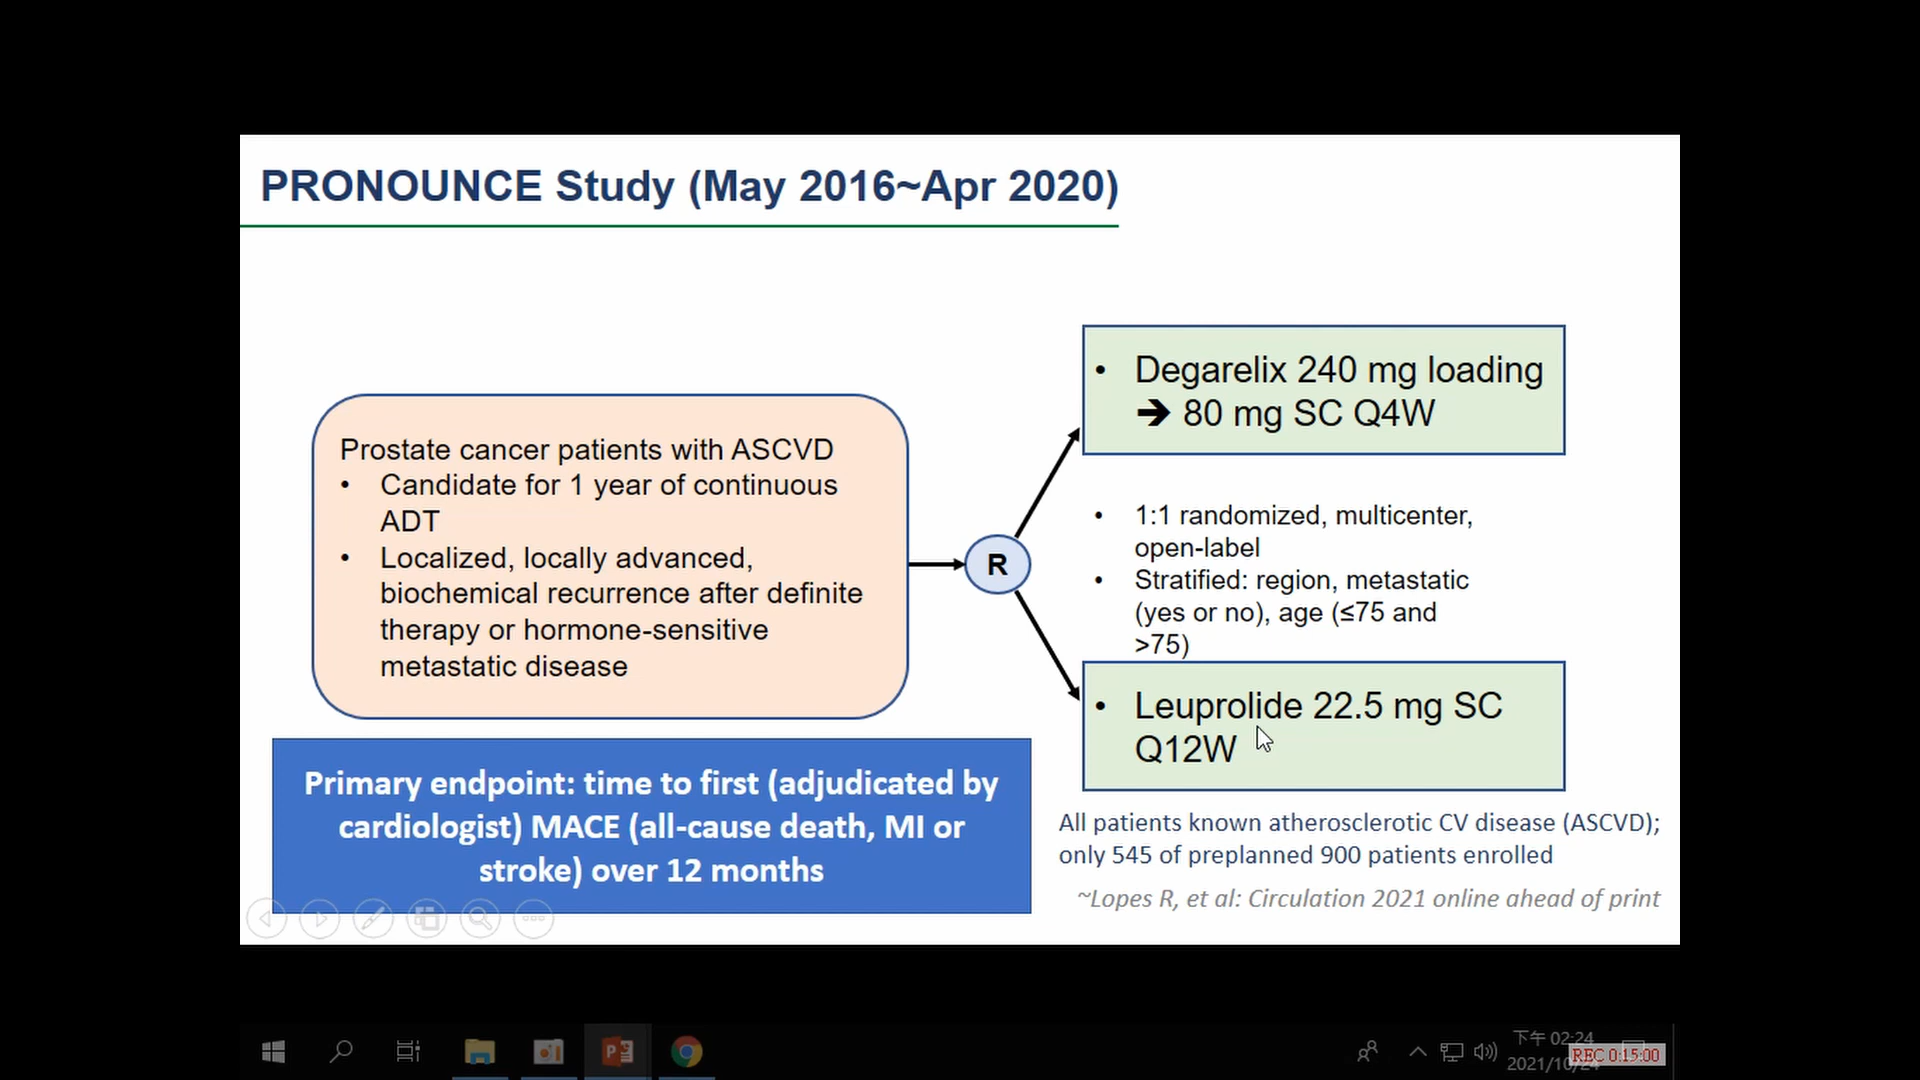 PRONOUNCE Study (May 2016~Apr 2020)
Prostate cancer patients with ASCVD
• Candidate for 1 year of continuous
ADT
• Localized, locally advanced,
biochemical recurrence after definite
therapy or hormone-sensitive
metastatic disease
R
• Degarelix 240 mg loading
➔ 80 mg SC Q4W
• 1:1 randomized, multicenter,
open-label
• Stratified: region, metastatic
(yes or no), age (≤75 and
>75)
• Leuprolide 22.5 mg SC
Q12W
Primary endpoint: time to first (adjudicated by
cardiologist) MACE (all-cause death, MI or
stroke) over 12 months
All patients known atherosclerotic CV disease (ASCVD);
only 545 of preplanned 900 patients enrolled
~Lopes R, et al: Circulation 2021 online ahead of print
下午 02:24
2021/10/24
REC 0:15:00